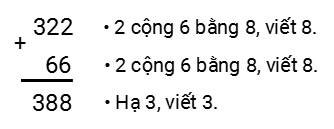 322 • 2 cộng 6 bằng 8, viết 8.
+
66 • 2 cộng 6 bằng 8, viết 8.
388 • Hạ 3, viết 3.